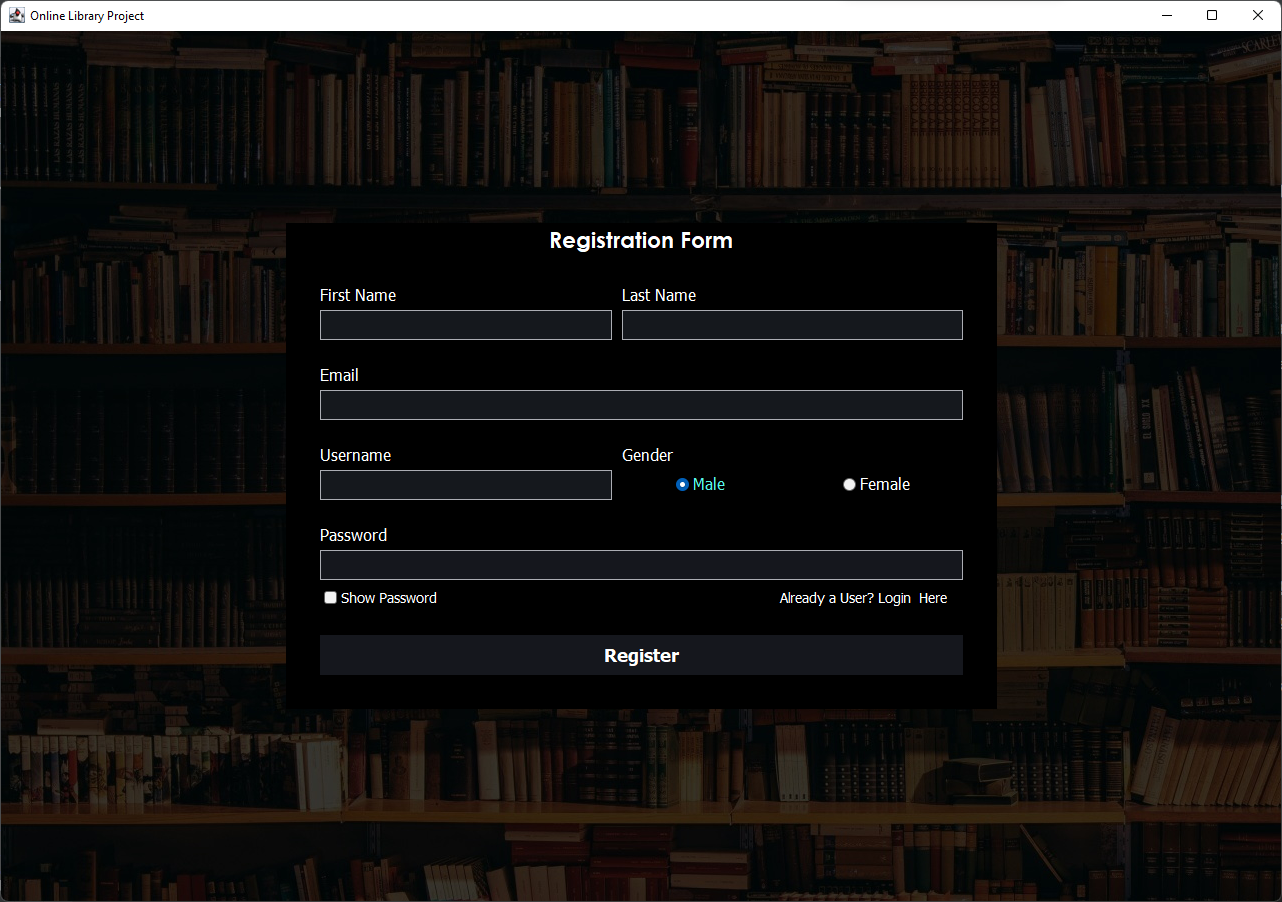 Online Library Project
Registration Form
First Name Last Name
Email
Username Gender
Male Female
Password
Show Password Already a User? Login Here
Register